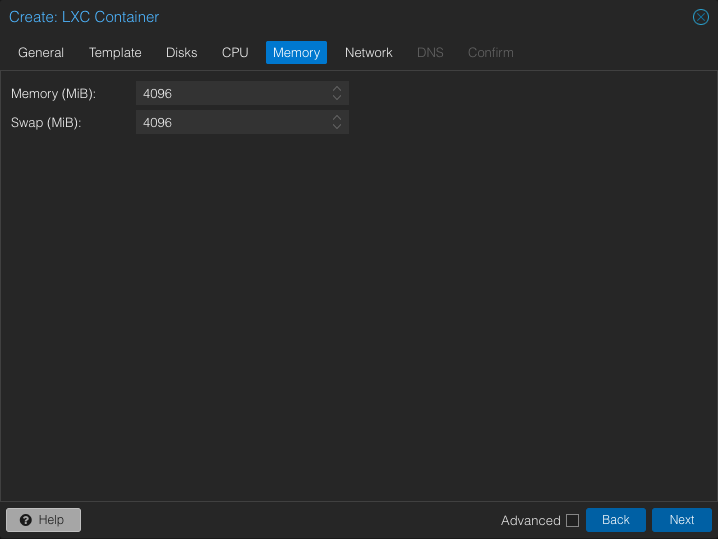 Create: LXC Container
General Template Disks CPU Memory Network DNS Confirm
Memory (MiB): 4096
Swap (MiB): 4096
Help Advanced Back Next